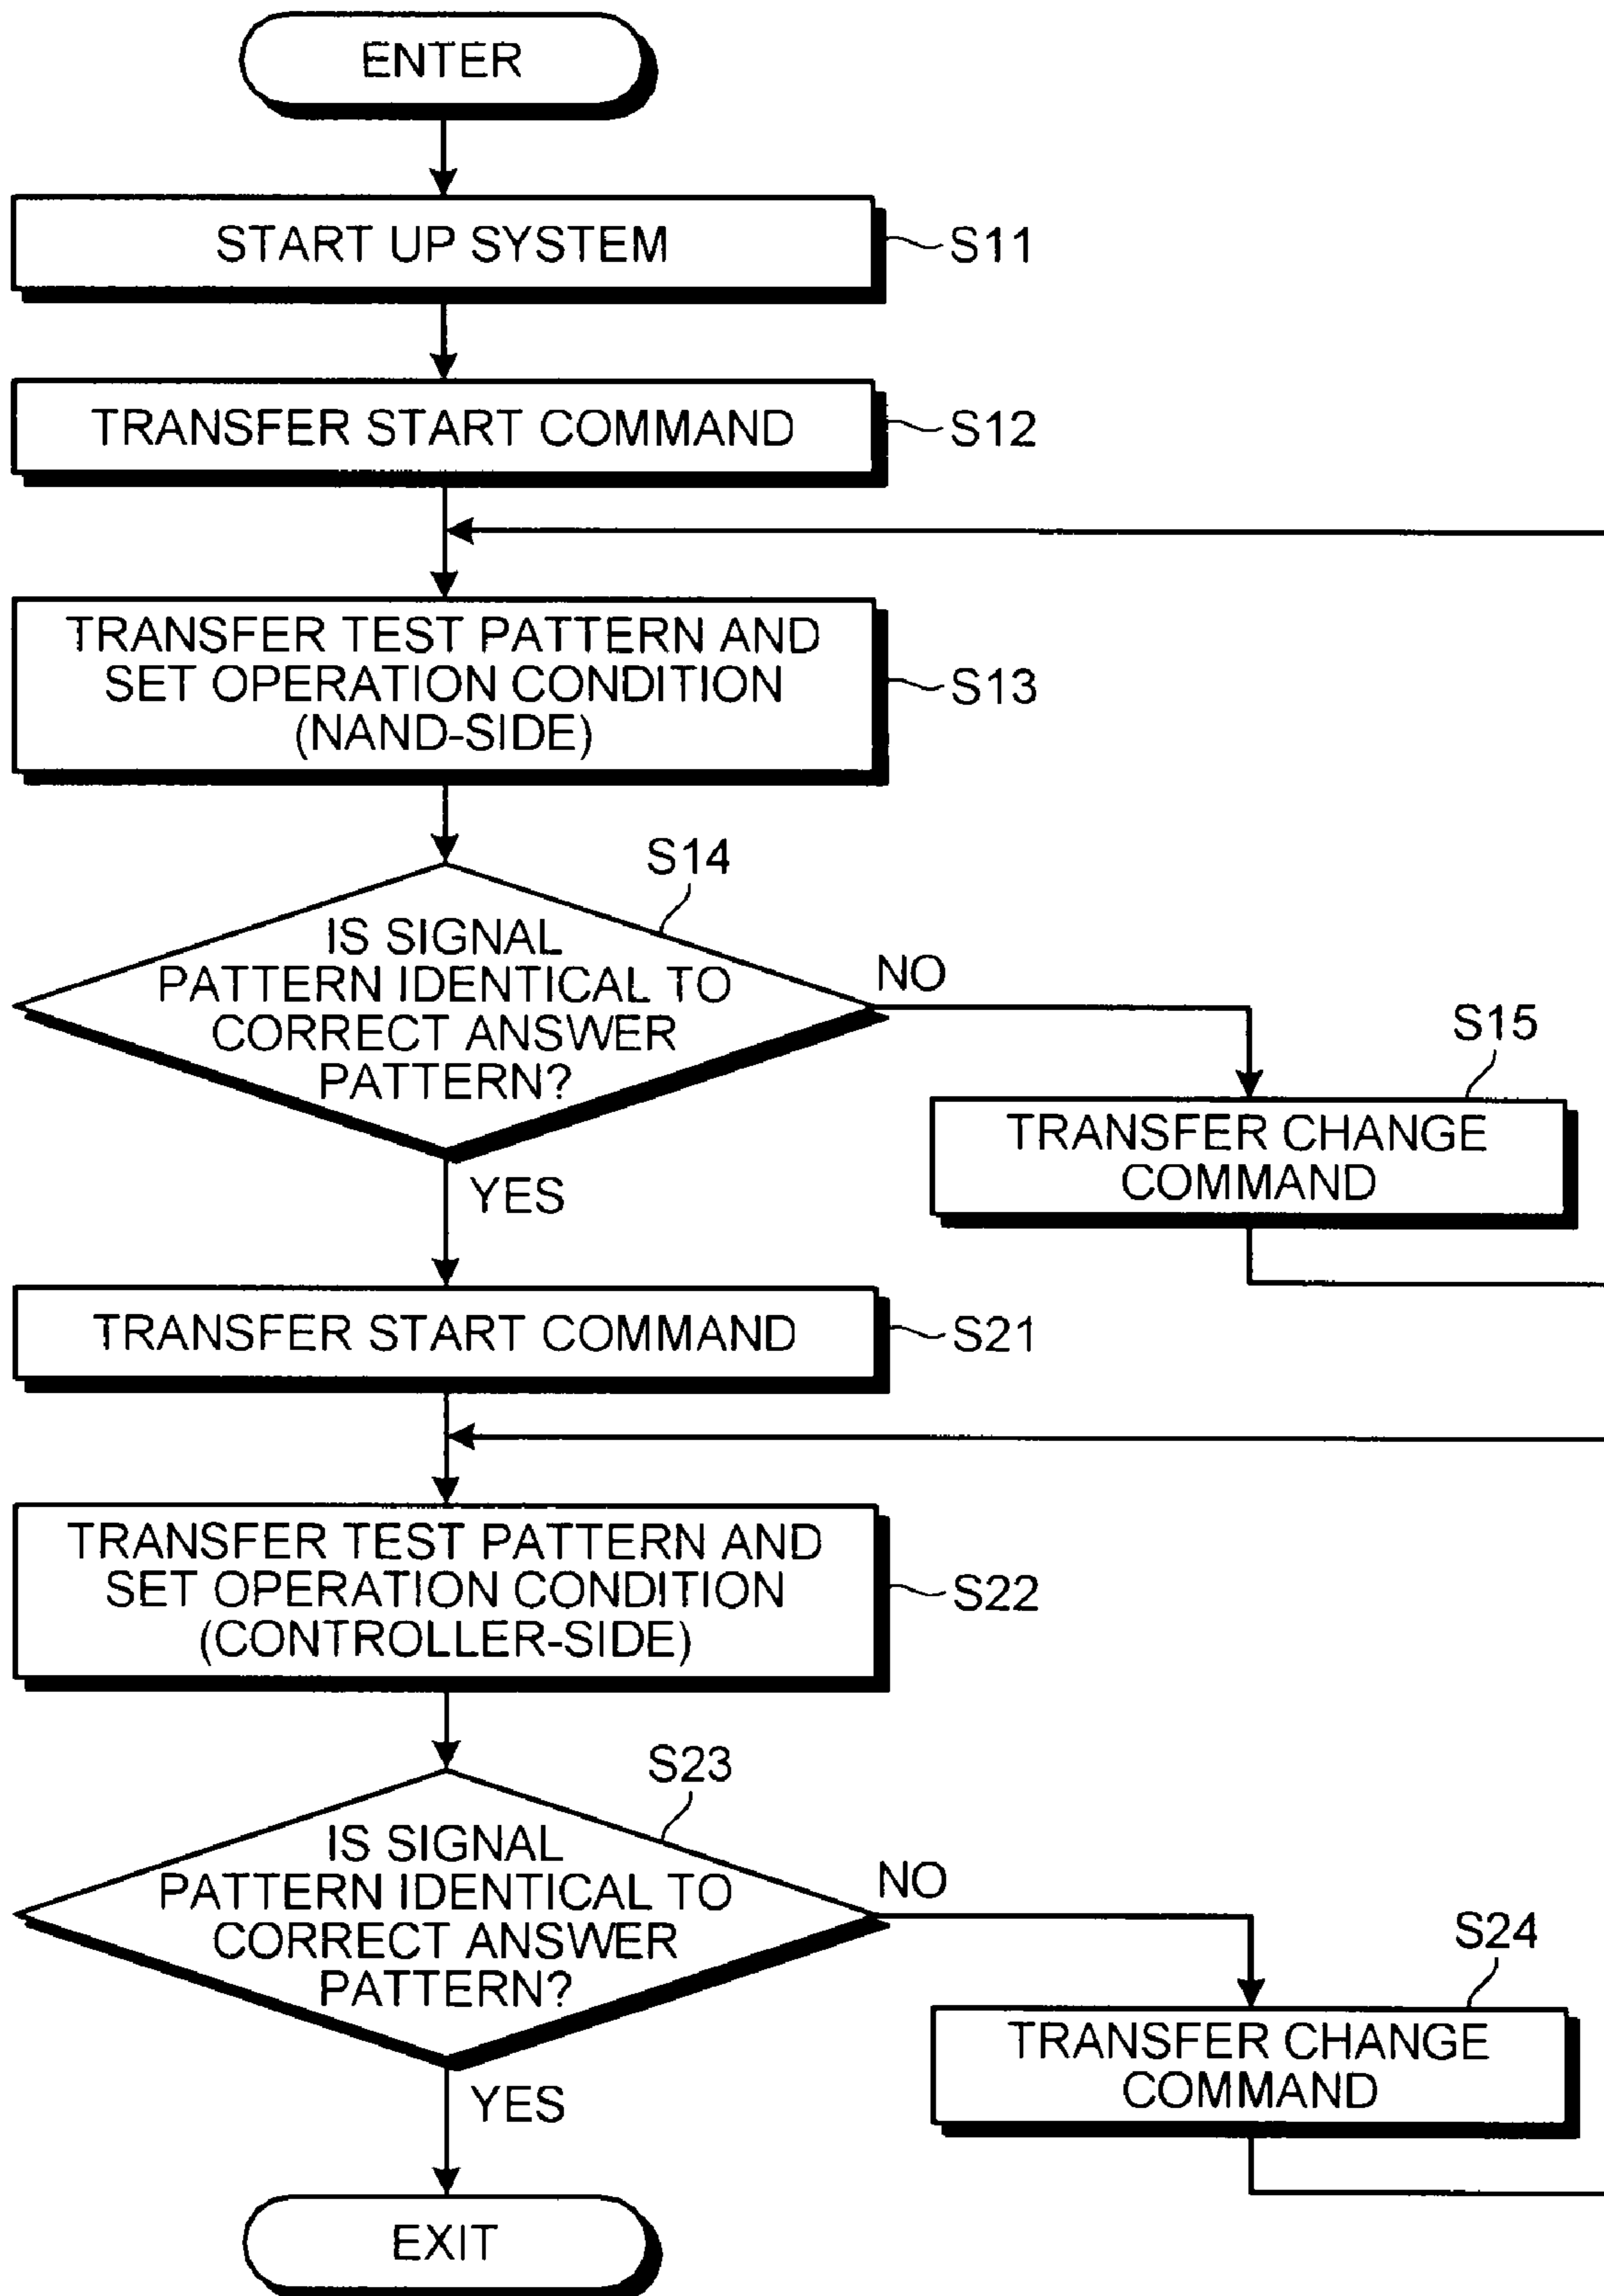 ENTER
START UP SYSTEM
S11
TRANSFER START COMMAND
S12
TRANSFER TEST PATTERN AND
SET OPERATION CONDITION
(NAND-SIDE)
S13
S14
IS SIGNAL
PATTERN IDENTICAL TO
CORRECT ANSWER
PATTERN?
NO
S15
TRANSFER CHANGE
COMMAND
YES
TRANSFER START COMMAND
S21
TRANSFER TEST PATTERN AND
SET OPERATION CONDITION
(CONTROLLER-SIDE)
S22
S23
IS SIGNAL
PATTERN IDENTICAL TO
CORRECT ANSWER
PATTERN?
NO
S24
TRANSFER CHANGE
COMMAND
YES
EXIT